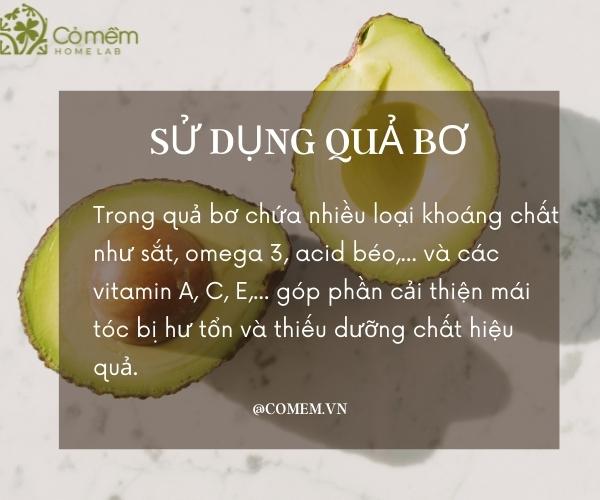 Cỏ mềm
HOME LAB
SỬ DỤNG QUẢ BƠ
Trong quả bơ chứa nhiều loại khoáng chất
như sắt, omega 3, acid béo,... và các
vitamin A, C, E,... góp phần cải thiện mái
tóc bị hư tổn và thiếu dưỡng chất hiệu
quả.
@COMEM.VN